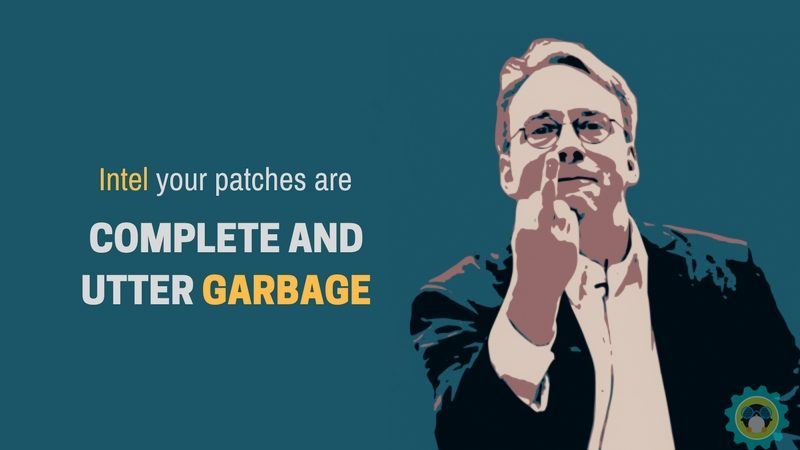 Intel your patches are
COMPLETE AND
UTTER GARBAGE